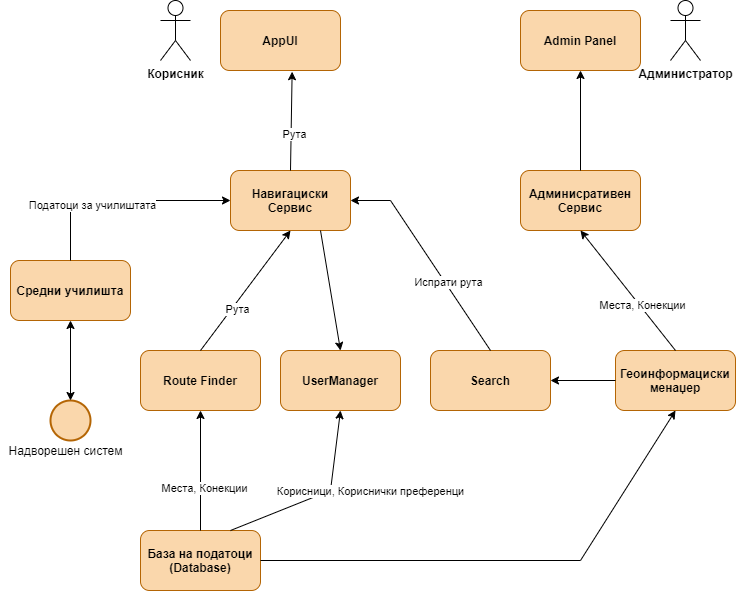 AppUI
Admin Panel
Корисник
Администратор
Рута
Навигациски
Сервис
Админисративен
Сервис
Податоци за училиштата
Средни училишта
Испрати рута
Рута
Места, Конекции
Route Finder
UserManager
Search
Геоинформациски
менаџер
Надворешен систем
Места, Конекции
Корисници, Кориснички преференци
База на податоци
(Database)